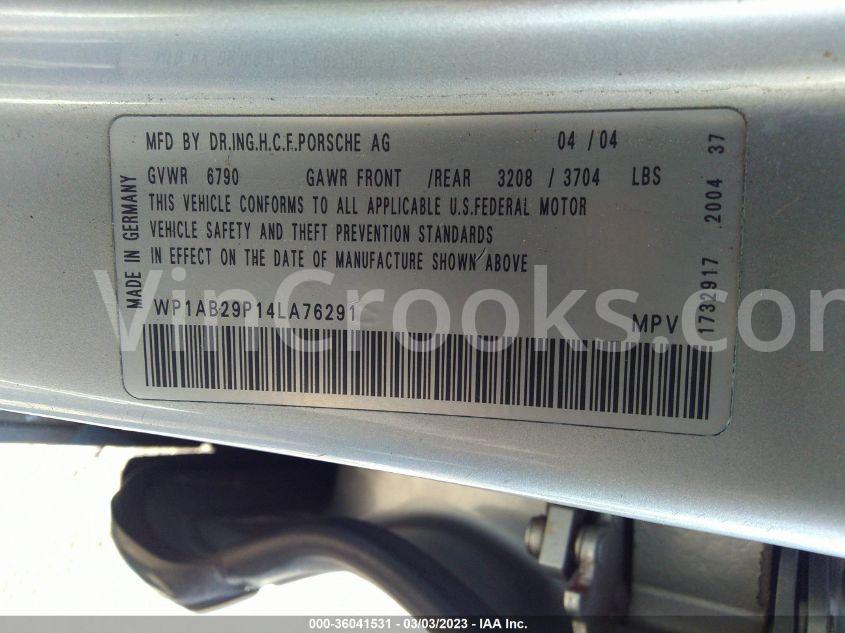 MFD BY DR.ING.H.C.F.PORSCHE AG 04 / 04
GVWR 6790 GAWR FRONT /REAR 3208 / 3704 LBS
THIS VEHICLE CONFORMS TO ALL APPLICABLE U.S.FEDERAL MOTOR
VEHICLE SAFETY AND THEFT PREVENTION STANDARDS
IN EFFECT ON THE DATE OF MANUFACTURE SHOWN ABOVE
WP1AB29P14LA76291 MPV
MADE IN GERMANY
1732917 2004 37
VinCrooks.com
000-36041531 - 03/03/2023 - IAA Inc.